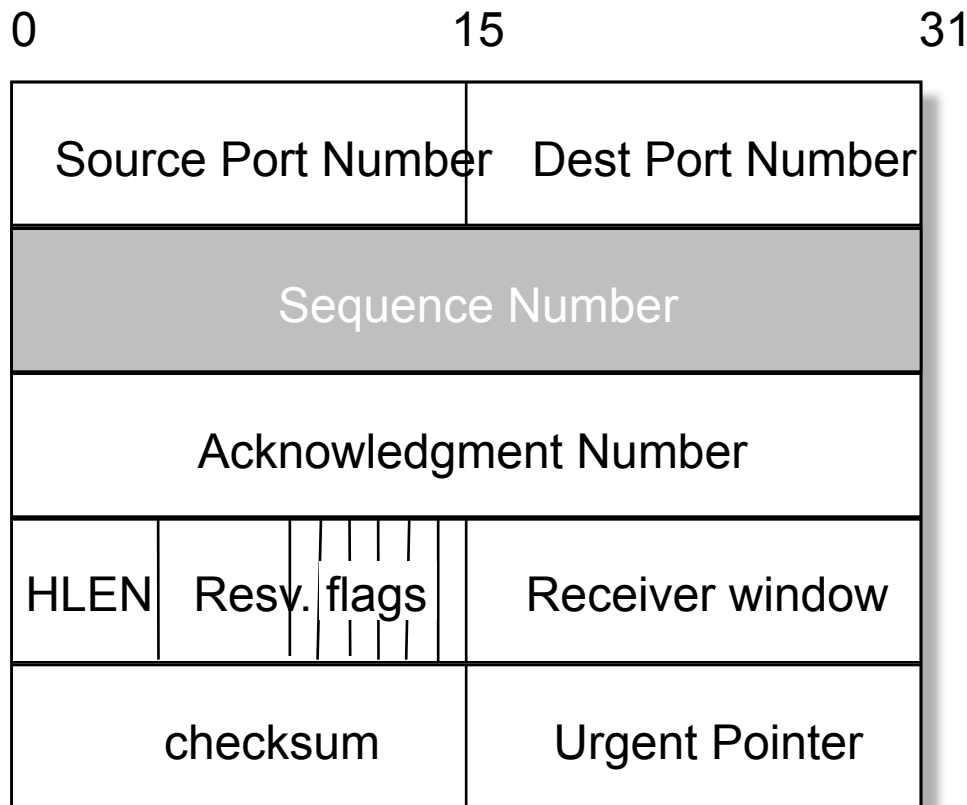 0 15 31
Source Port Number Dest Port Number
Sequence Number
Acknowledgment Number
HLEN Resv. flags Receiver window
checksum Urgent Pointer